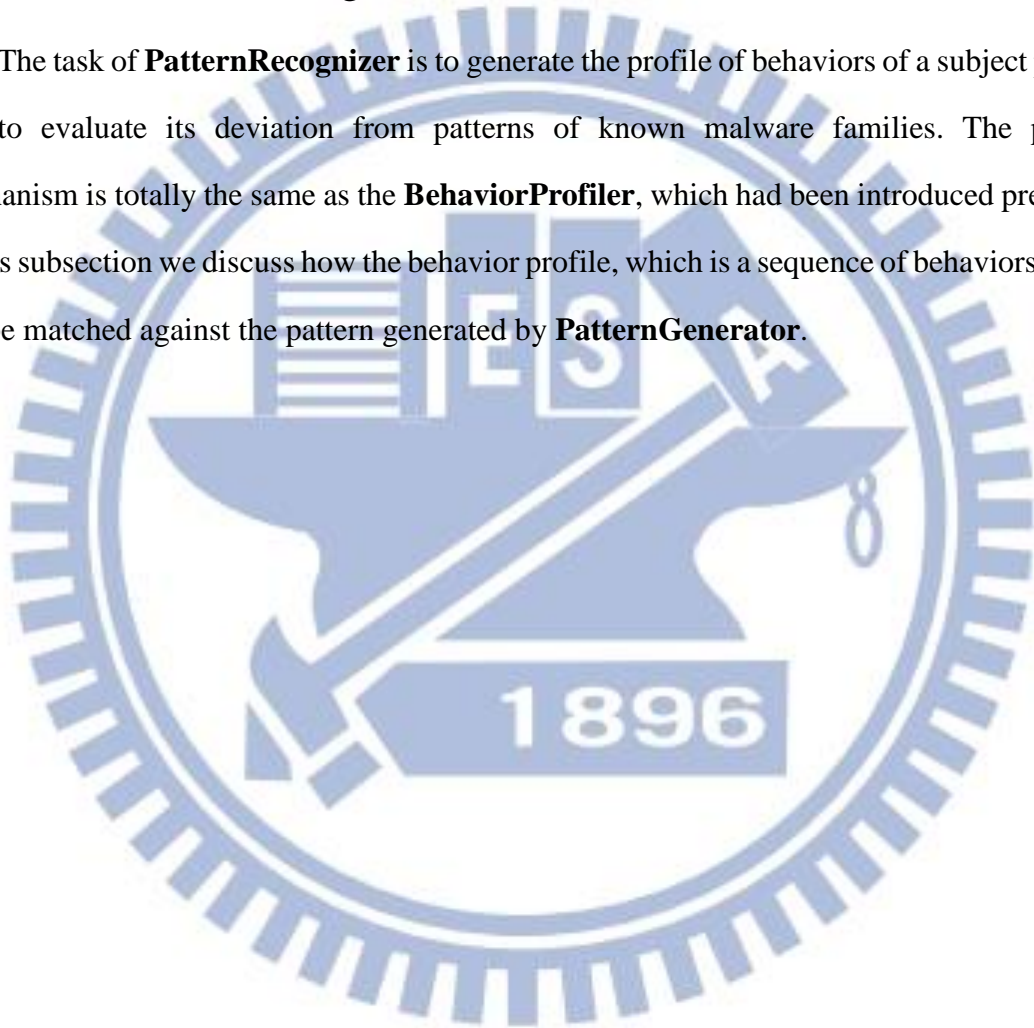 The task of PatternRecognizer is to generate the profile of behaviors of a subject
to evaluate its deviation from patterns of known malware families. The
is totally the same as the BehaviorProfiler, which had been introduced
subsection we discuss how the behavior profile, which is a sequence of behaviors
matched against the pattern generated by PatternGenerator.
E S A
1896